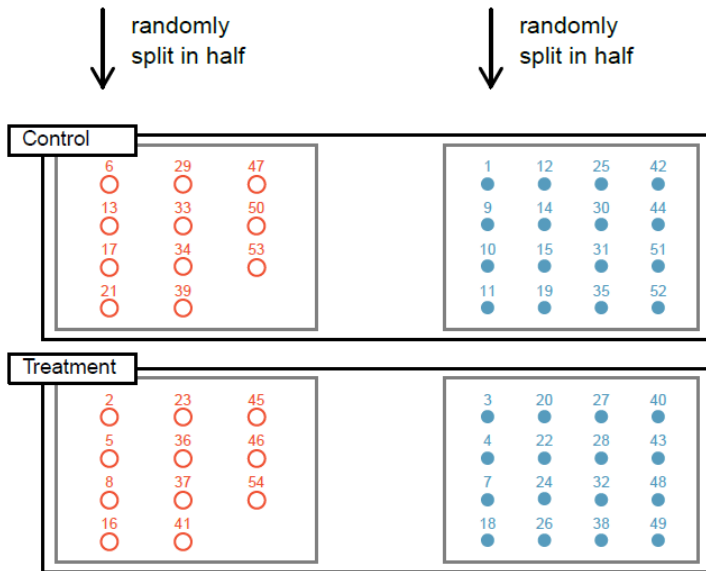 randomly
split in half
randomly
split in half
Control
6 29 47
13 33 50
17 34 53
21 39
1 12 25 42
9 14 30 44
10 15 31 51
11 19 35 52
Treatment
2 23 45
5 36 46
8 37 54
16 41
3 20 27 40
4 22 28 43
7 24 32 48
18 26 38 49